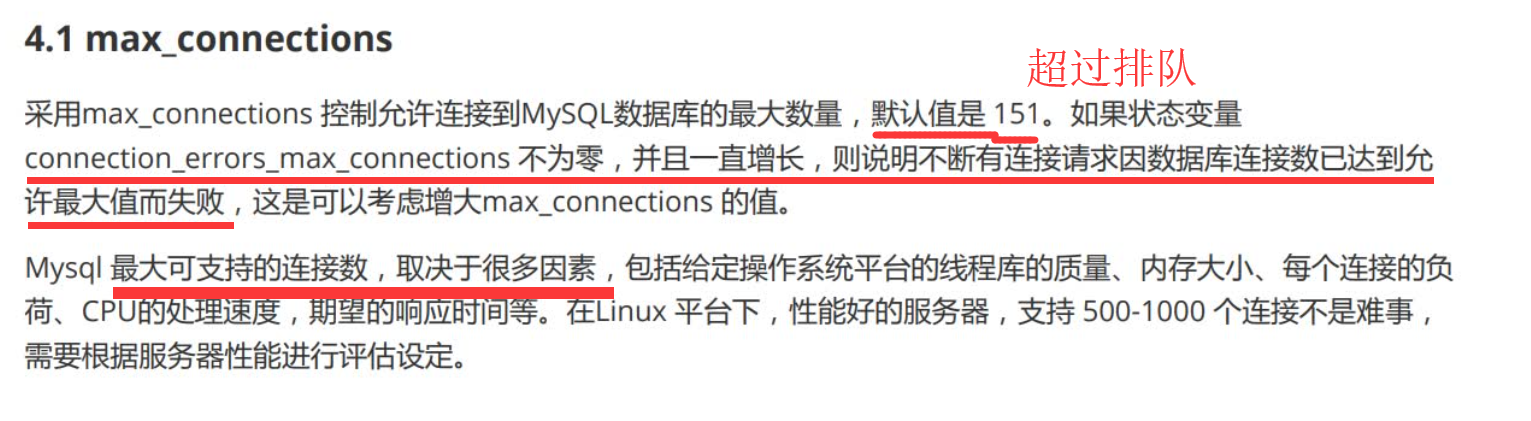 4.1 max_connections
超过排队
采用max_connections 控制允许连接到MySQL数据库的最大数量，默认值是 151。如果状态变量
connection_errors_max_connections 不为零，并且一直增长，则说明不断有连接请求因数据库连接数已达到允
许最大值而失败，这是可以考虑增大max_connections 的值。
Mysql 最大可支持的连接数，取决于很多因素，包括给定操作系统平台的线程库的质量、内存大小、每个连接的负
荷、CPU的处理速度，期望的响应时间等。在Linux 平台下，性能好的服务器，支持 500-1000 个连接不是难事，
需要根据服务器性能进行评估设定。